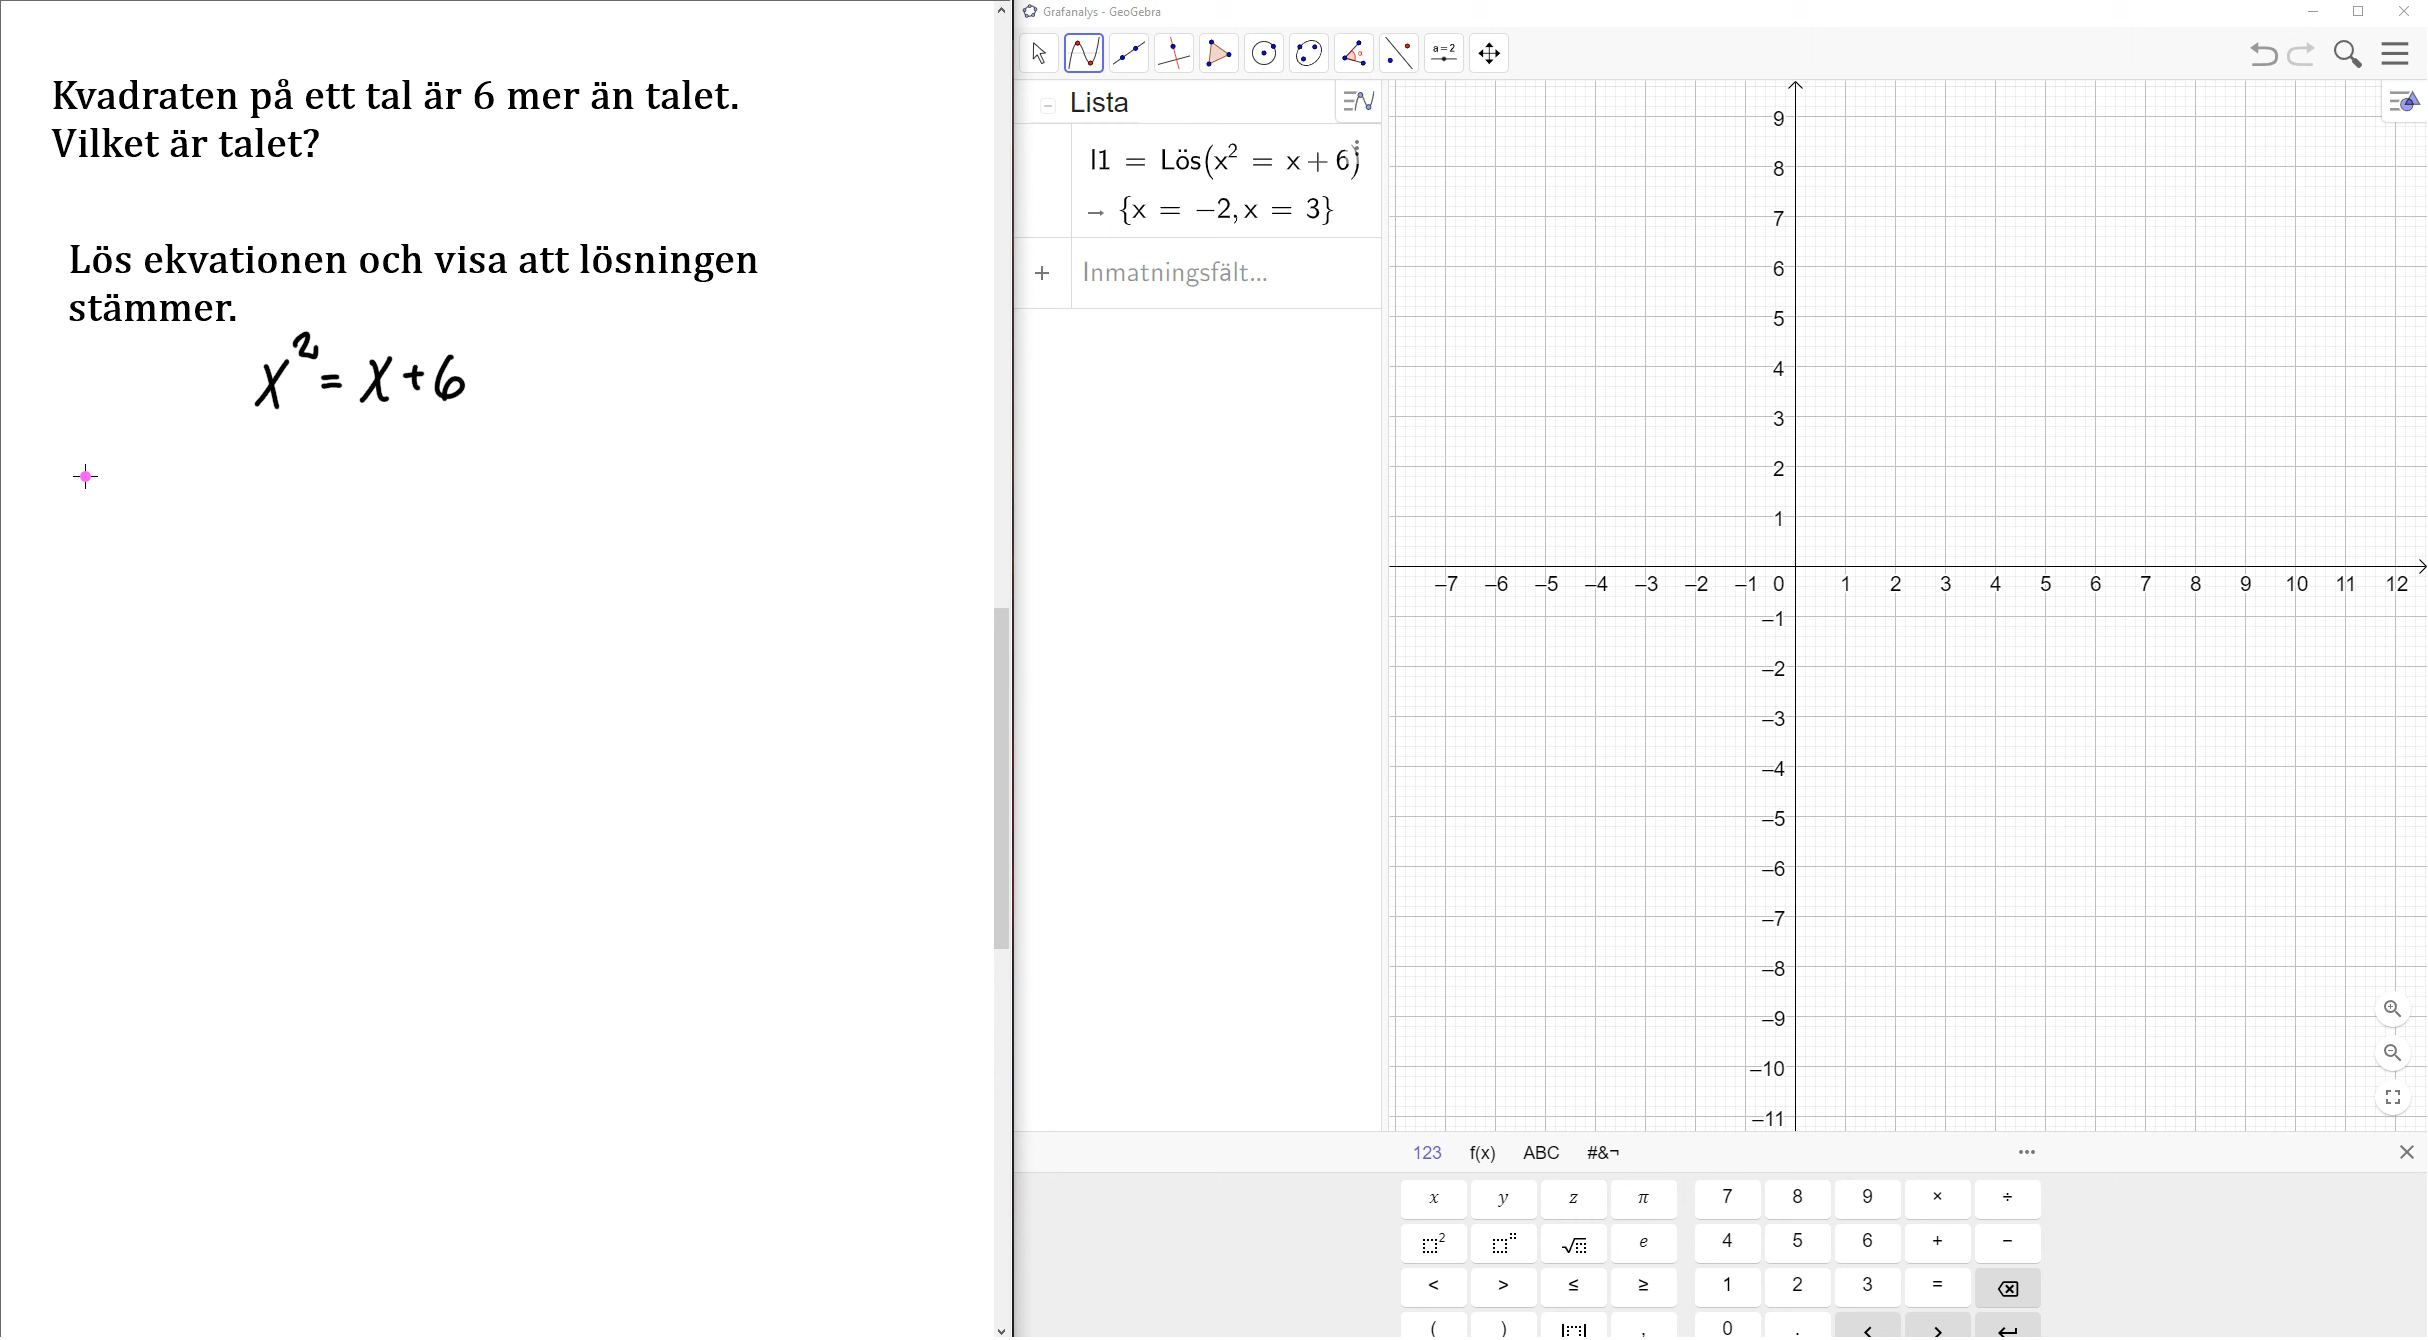 Kvadraten på ett tal är 6 mer än talet.
Vilket är talet?
Lös ekvationen och visa att lösningen
stämmer.
x² = x + 6
Grafanalys - GeoGebra
a = 2
Lista
l1 = Lös(x² = x + 6)
→ {x = −2, x = 3}
+ Inmatningsfält...
9
8
7
6
5
4
3
2
1
–7 –6 –5 –4 –3 –2 –1 0 1 2 3 4 5 6 7 8 9 10 11 12
–1
–2
–3
–4
–5
–6
–7
–8
–9
–10
–11
123 f(x) ABC #&¬ ...
x y z π 7 8 9 × ÷
□² □^□ √□ e 4 5 6 + −
< > ≤ ≥ 1 2 3 =
( ) |□| , 0 . < >